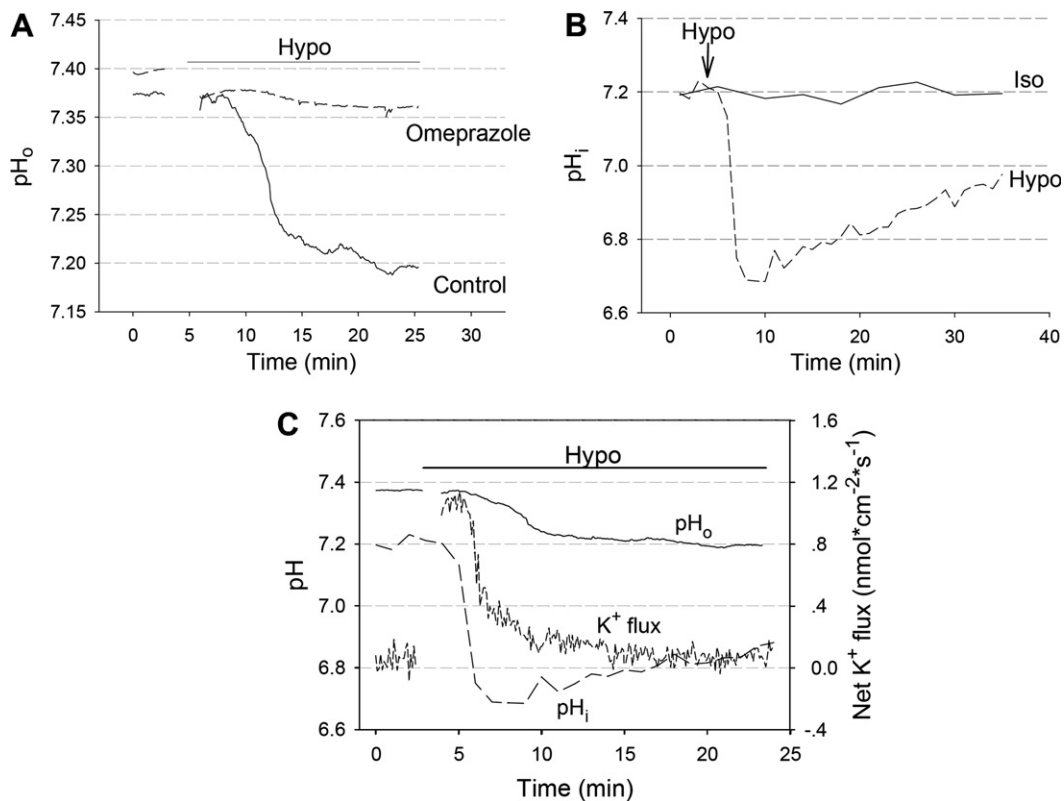 A
7.45
7.40
7.35
7.30
7.25
7.20
7.15
pHo
Hypo
Omeprazole
Control
0 5 10 15 20 25 30
Time (min)
B
7.4
7.2
7.0
6.8
6.6
pHi
Hypo
Iso
Hypo
0 10 20 30 40
Time (min)
C
7.6
7.4
7.2
7.0
6.8
6.6
pH
Hypo
pHo
K+ flux
pHi
1.6
1.2
.8
.4
0.0
-.4
Net K+ flux (nmol*cm-2*s-1)
0 5 10 15 20 24 25
Time (min)